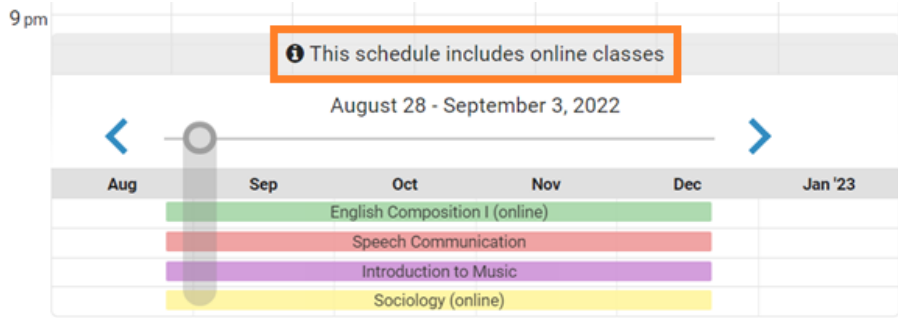 9 pm
This schedule includes online classes
August 28 - September 3, 2022
Aug Sep Oct Nov Dec Jan '23
English Composition I (online)
Speech Communication
Introduction to Music
Sociology (online)